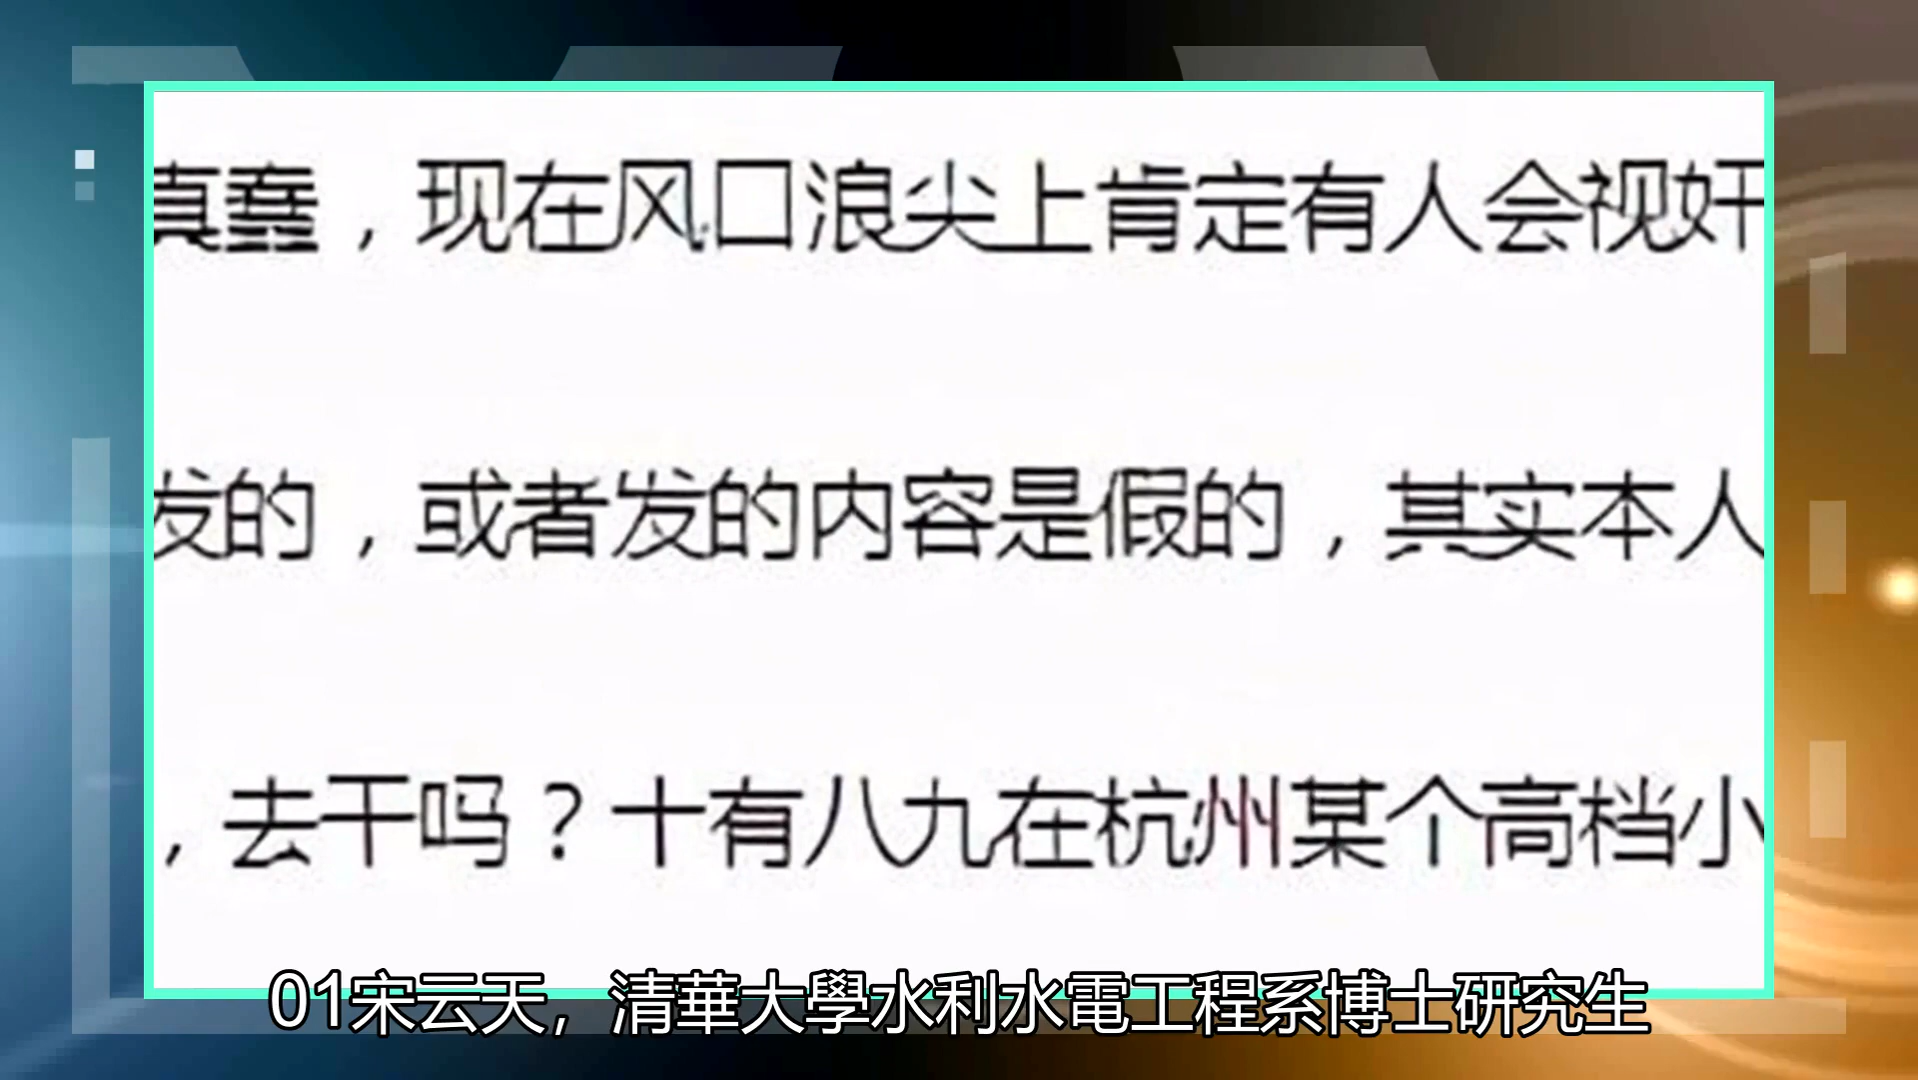 真蠢，现在风口浪尖上肯定有人会视奸
发的，或者发的内容是假的，其实本人
，去干吗？十有八九在杭州某个高档小
01宋云天，清華大學水利水電工程系博士研究生